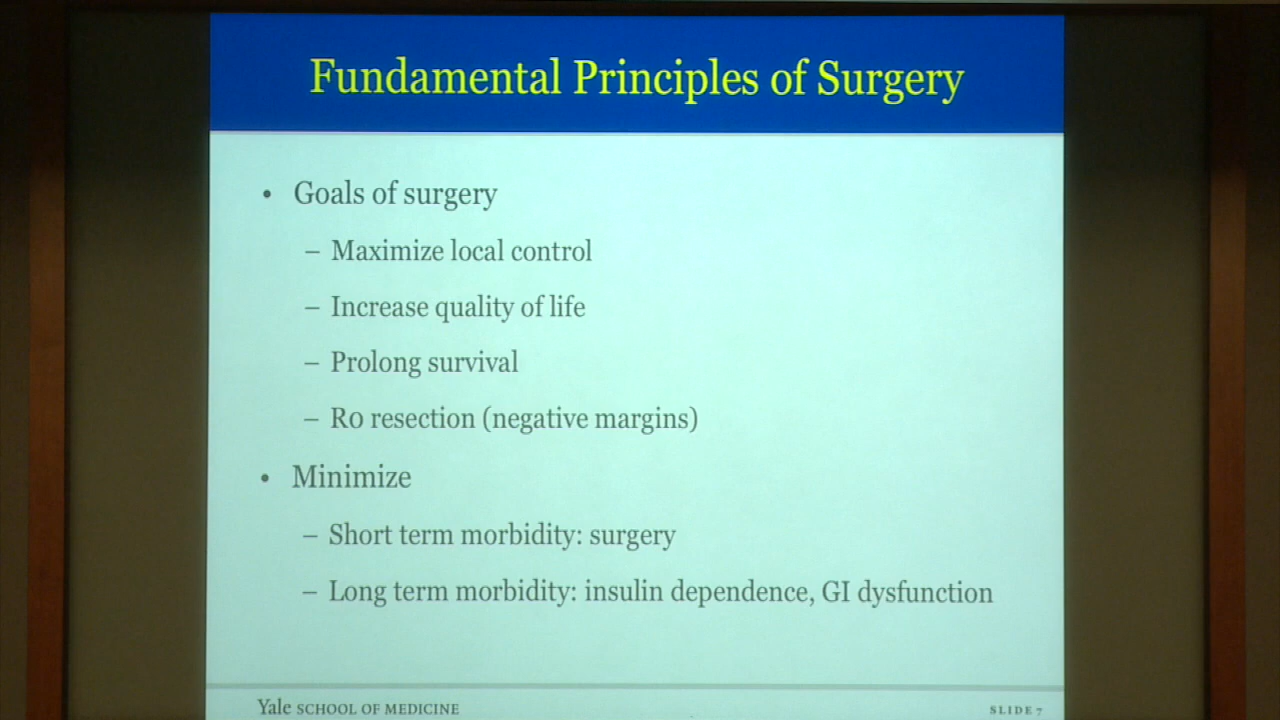 Fundamental Principles of Surgery
• Goals of surgery
– Maximize local control
– Increase quality of life
– Prolong survival
– R0 resection (negative margins)
• Minimize
– Short term morbidity: surgery
– Long term morbidity: insulin dependence, GI dysfunction
Yale SCHOOL OF MEDICINE
SLIDE 7